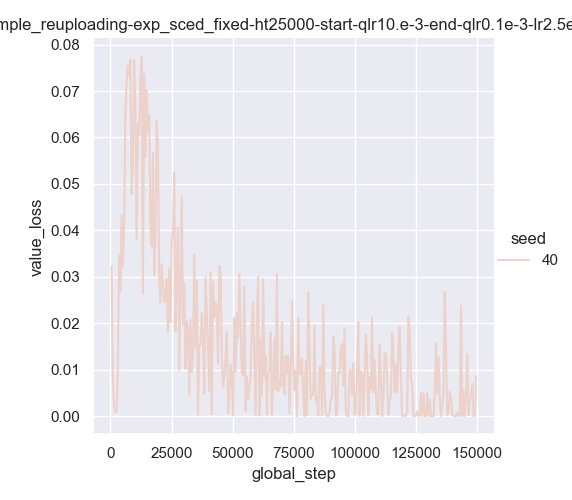 mple_reuploading-exp_sced_fixed-ht25000-start-qlr10.e-3-end-qlr0.1e-3-lr2.5e
0.08
0.07
0.06
0.05
0.04
0.03
0.02
0.01
0.00
value_loss
0 25000 50000 75000 100000 125000 150000
global_step
seed
40